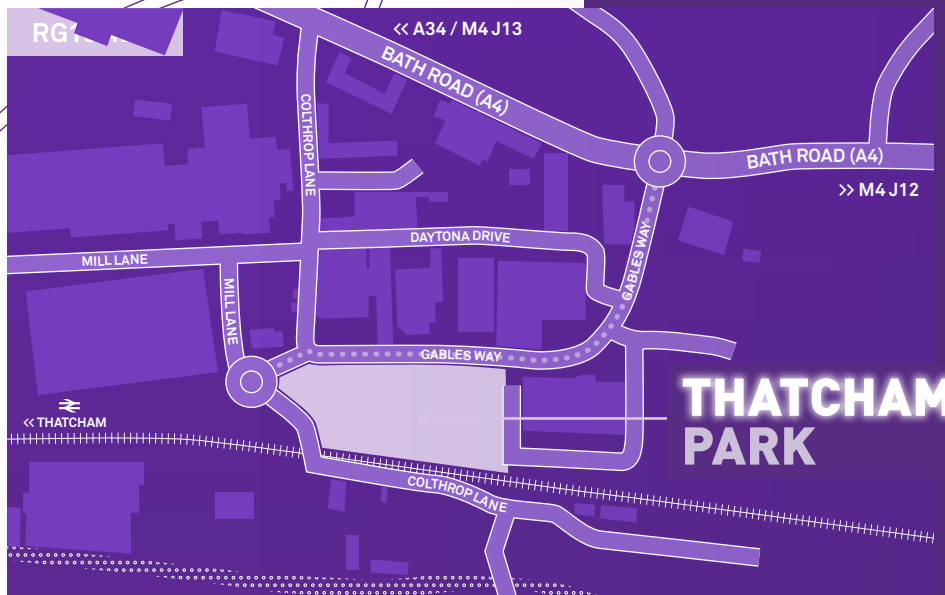 << A34 / M4 J13
BATH ROAD (A4)
COLTHROP LANE
BATH ROAD (A4)
>> M4 J12
DAYTONA DRIVE
GABLES WAY
MILL LANE
MILL LANE
GABLES WAY
THATCHAM
PARK
<< THATCHAM
COLTHROP LANE